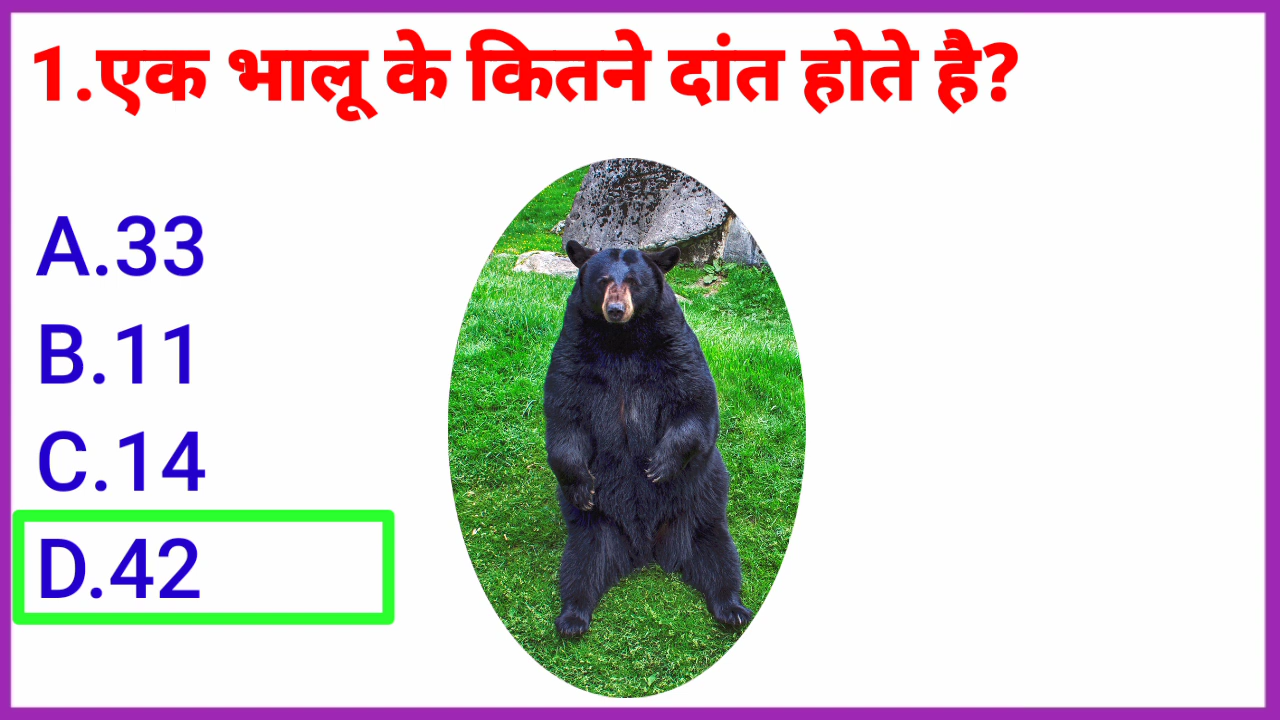 1.एक भालू के कितने दांत होते है?
A.33
B.11
C.14
D.42